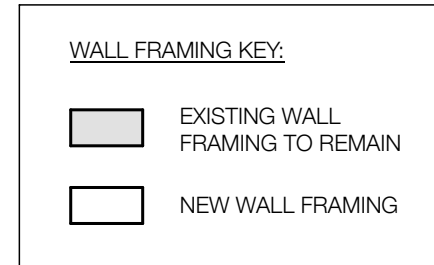 WALL FRAMING KEY:
EXISTING WALL
FRAMING TO REMAIN
NEW WALL FRAMING